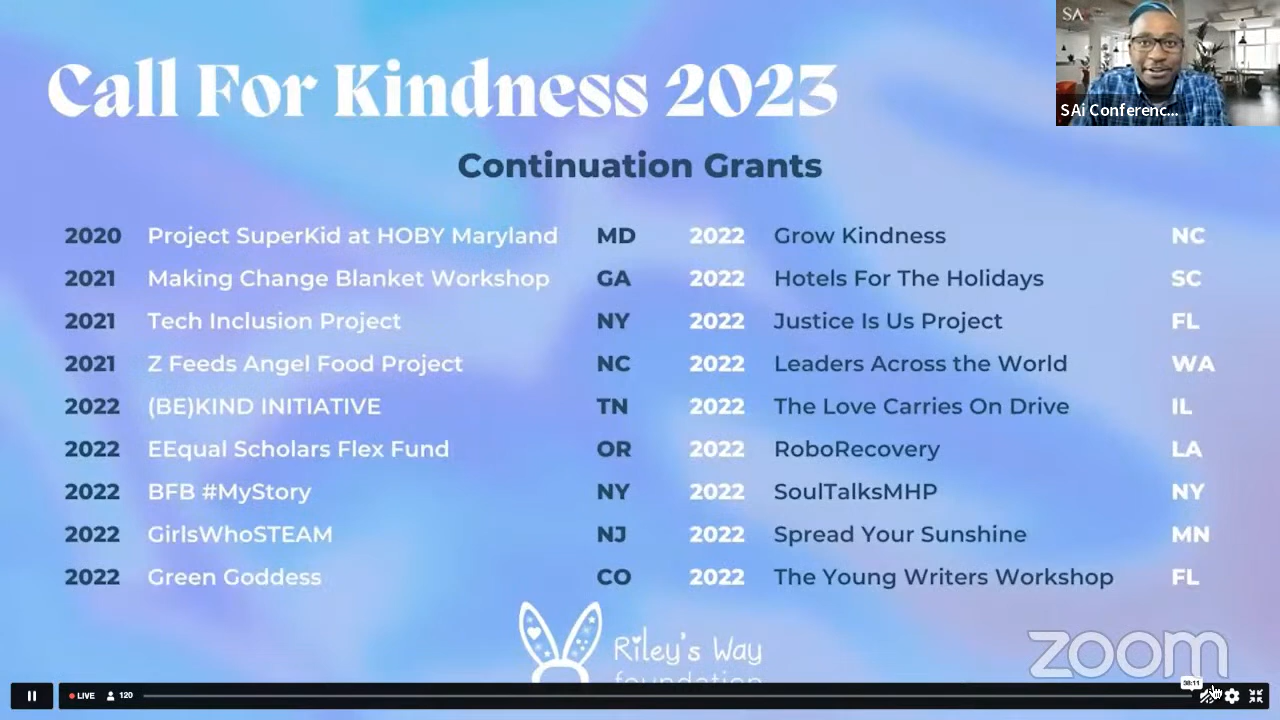 SA
SAi Conferenc...
Call For Kindness 2023
Continuation Grants
2020 Project SuperKid at HOBY Maryland MD
2021 Making Change Blanket Workshop GA
2021 Tech Inclusion Project NY
2021 Z Feeds Angel Food Project NC
2022 (BE)KIND INITIATIVE TN
2022 EEqual Scholars Flex Fund OR
2022 BFB #MyStory NY
2022 GirlsWhoSTEAM NJ
2022 Green Goddess CO
2022 Grow Kindness NC
2022 Hotels For The Holidays SC
2022 Justice Is Us Project FL
2022 Leaders Across the World WA
2022 The Love Carries On Drive IL
2022 RoboRecovery LA
2022 SoulTalksMHP NY
2022 Spread Your Sunshine MN
2022 The Young Writers Workshop FL
Riley's Way
foundation
zoom
38:11
LIVE 120